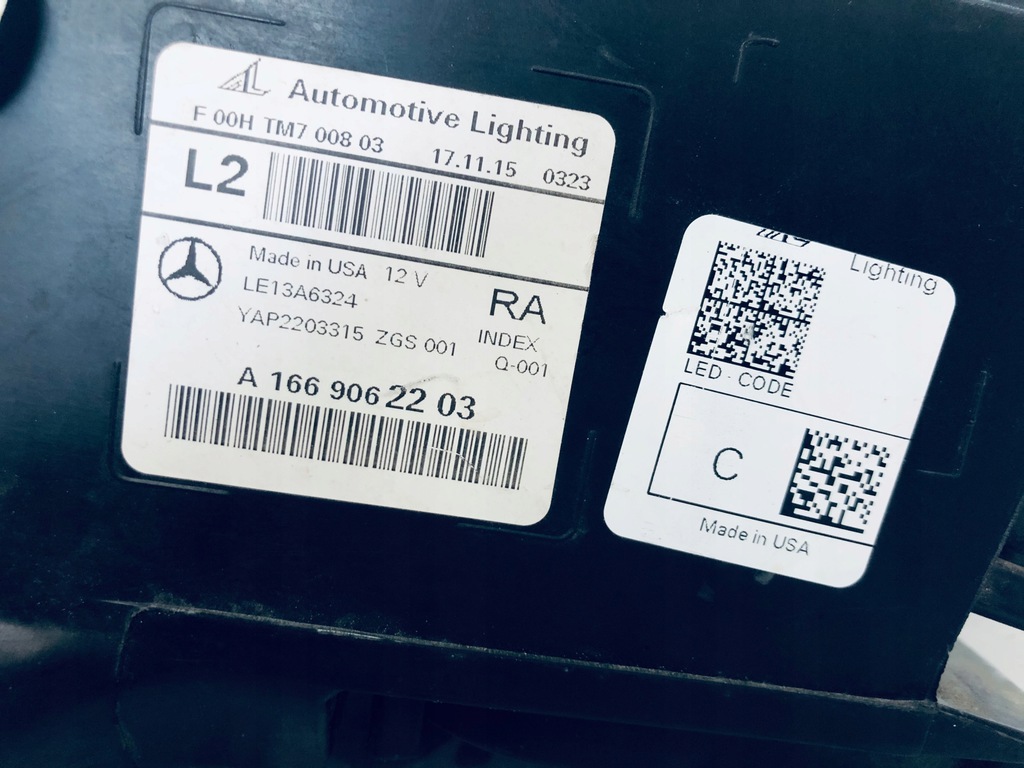 AL Automotive Lighting
F 00H TM7 008 03 17.11.15 0323
L2
Made in USA 12 V
LE13A6324
RA
YAP2203315 ZGS 001
INDEX
Q-001
A 166 906 22 03
Lighting
LED - CODE
C
Made in USA